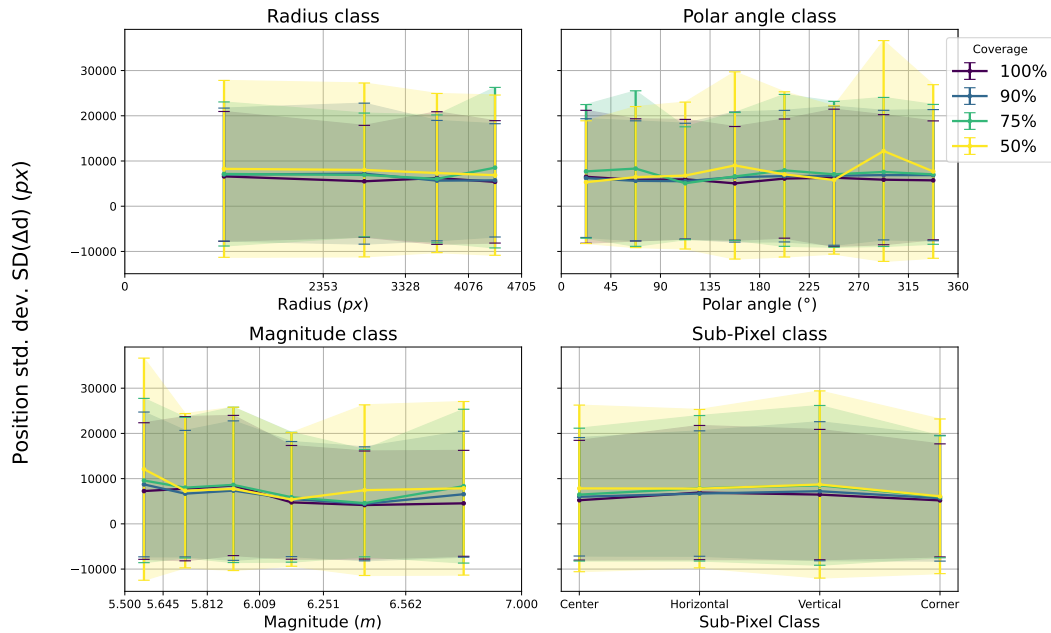 Radius class
Polar angle class
30000
20000
10000
0
−10000
0
2353
3328
4076
4705
Radius (px)
0
45
90
135
180
225
270
315
360
Polar angle (°)
Coverage
100%
90%
75%
50%
Position std. dev. SD(Δd) (px)
Magnitude class
Sub-Pixel class
30000
20000
10000
0
−10000
5.500
5.645
5.812
6.009
6.251
6.562
7.000
Magnitude (m)
Center
Horizontal
Vertical
Corner
Sub-Pixel Class